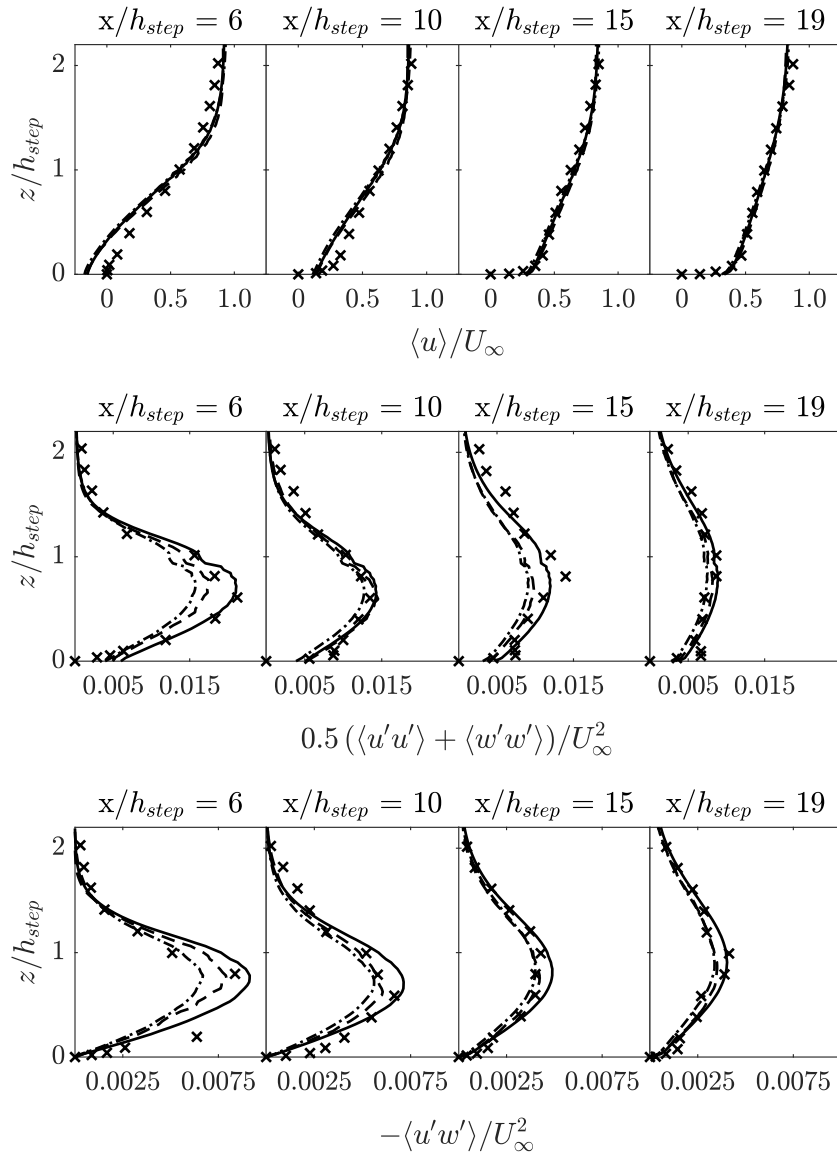 x/h_step = 6 x/h_step = 10 x/h_step = 15 x/h_step = 19
2
z/h_step
1
0
0 0.5 1.0 0 0.5 1.0 0 0.5 1.0 0 0.5 1.0
⟨u⟩/U_∞
x/h_step = 6 x/h_step = 10 x/h_step = 15 x/h_step = 19
2
z/h_step
1
0
0.005 0.015 0.005 0.015 0.005 0.015 0.005 0.015
0.5 (⟨u'u'⟩ + ⟨w'w'⟩)/U_∞^2
x/h_step = 6 x/h_step = 10 x/h_step = 15 x/h_step = 19
2
z/h_step
1
0
0.0025 0.0075 0.0025 0.0075 0.0025 0.0075 0.0025 0.0075
−⟨u'w'⟩/U_∞^2